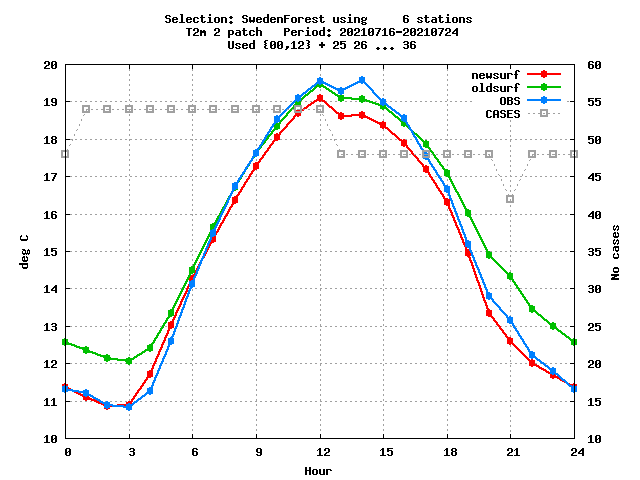 Selection: SwedenForest using     6 stations
T2m 2 patch   Period: 20210716-20210724
Used {00,12} + 25 26 ... 36
newsurf
oldsurf
OBS
CASES
20
19
18
17
16
15
14
13
12
11
10
deg C
60
55
50
45
40
35
30
25
20
15
10
No cases
0 3 6 9 12 15 18 21 24
Hour